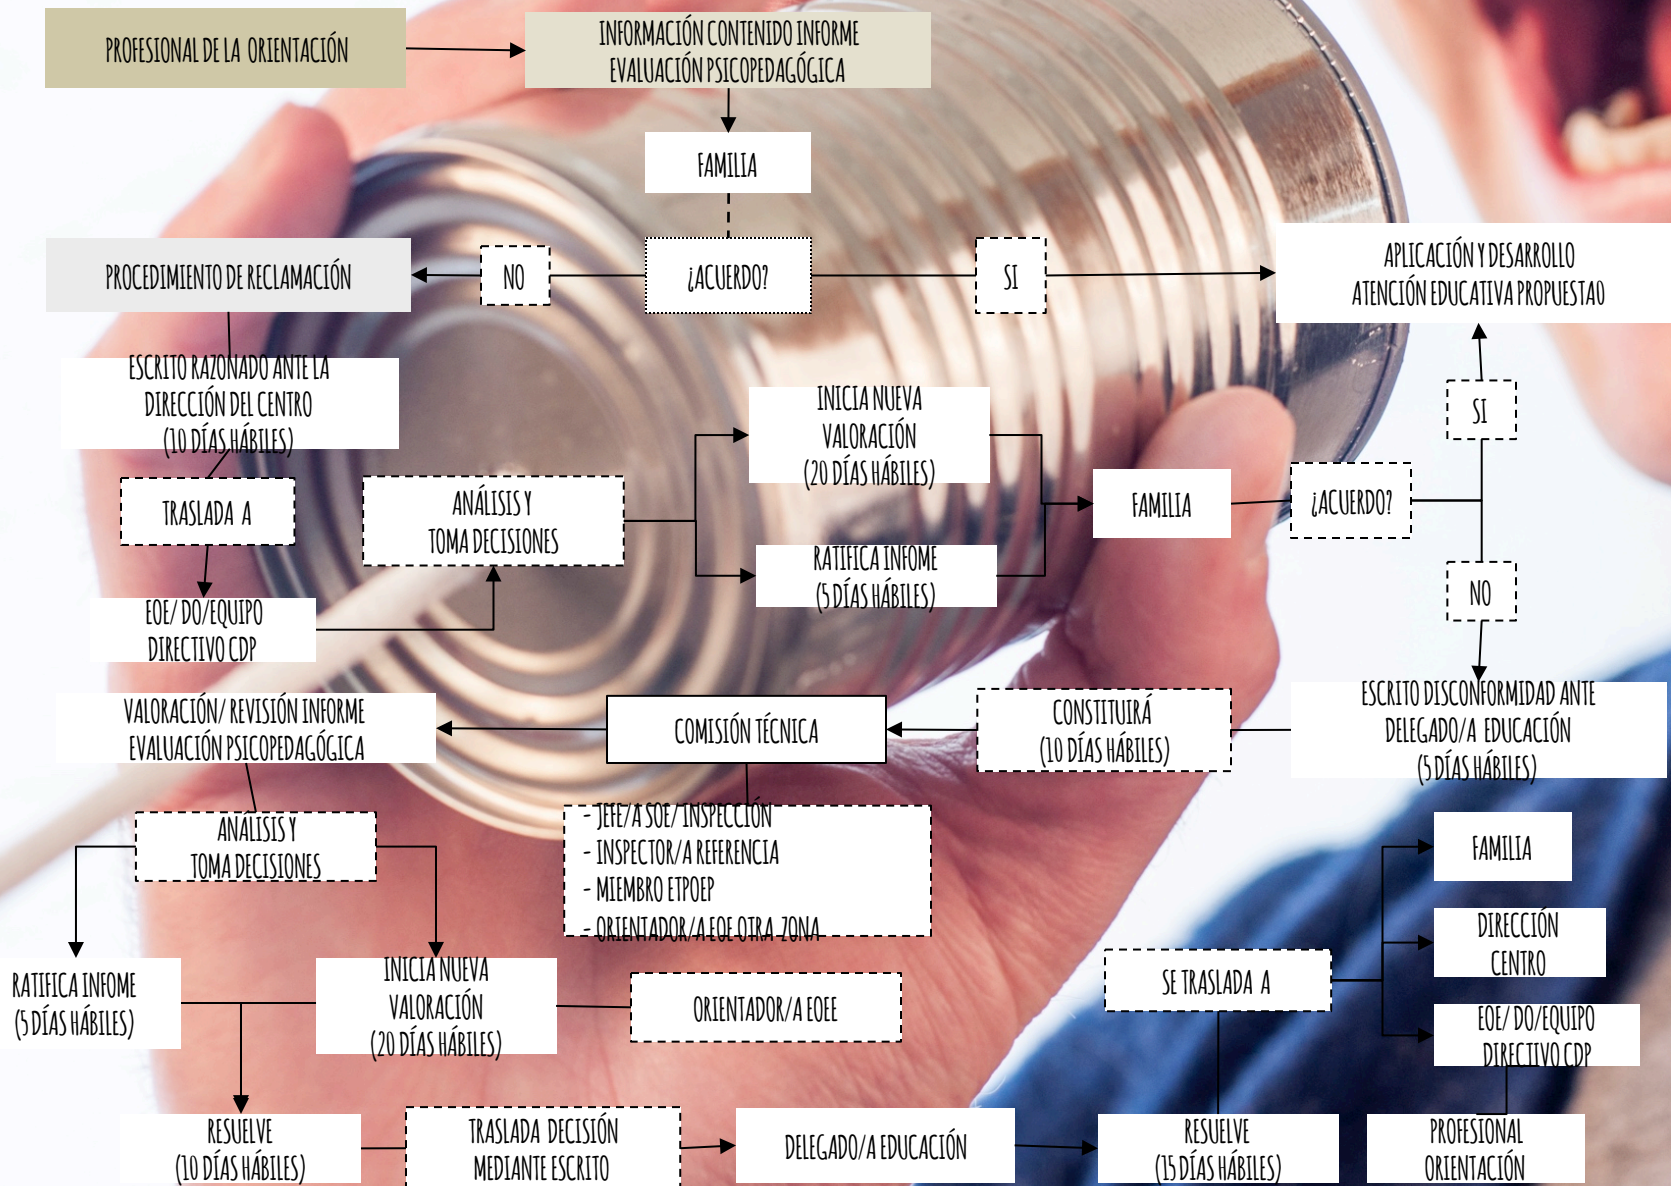 PROFESIONAL DE LA ORIENTACIÓN
INFORMACIÓN CONTENIDO INFORME
EVALUACIÓN PSICOPEDAGÓGICA
FAMILIA
PROCEDIMIENTO DE RECLAMACIÓN
NO
¿ACUERDO?
SI
APLICACIÓN Y DESARROLLO
ATENCIÓN EDUCATIVA PROPUESTAO
ESCRITO RAZONADO ANTE LA
DIRECCIÓN DEL CENTRO
(10 DÍAS HÁBILES)
TRASLADA A
EOE/ DO/EQUIPO
DIRECTIVO CDP
ANÁLISIS Y
TOMA DECISIONES
INICIA NUEVA
VALORACIÓN
(20 DÍAS HÁBILES)
RATIFICA INFOME
(5 DÍAS HÁBILES)
FAMILIA
¿ACUERDO?
SI
NO
ESCRITO DISCONFORMIDAD ANTE
DELEGADO/A EDUCACIÓN
(5 DÍAS HÁBILES)
CONSTITUIRÁ
(10 DÍAS HÁBILES)
COMISIÓN TÉCNICA
- JEFE/A SOE/ INSPECCIÓN
- INSPECTOR/A REFERENCIA
- MIEMBRO ETPOEP
- ORIENTADOR/A EOE OTRA ZONA
VALORACIÓN/ REVISIÓN INFORME
EVALUACIÓN PSICOPEDAGÓGICA
ANÁLISIS Y
TOMA DECISIONES
RATIFICA INFOME
(5 DÍAS HÁBILES)
INICIA NUEVA
VALORACIÓN
(20 DÍAS HÁBILES)
ORIENTADOR/A EOEE
RESUELVE
(10 DÍAS HÁBILES)
TRASLADA DECISIÓN
MEDIANTE ESCRITO
DELEGADO/A EDUCACIÓN
RESUELVE
(15 DÍAS HÁBILES)
SE TRASLADA A
FAMILIA
DIRECCIÓN
CENTRO
EOE/ DO/EQUIPO
DIRECTIVO CDP
PROFESIONAL
ORIENTACIÓN